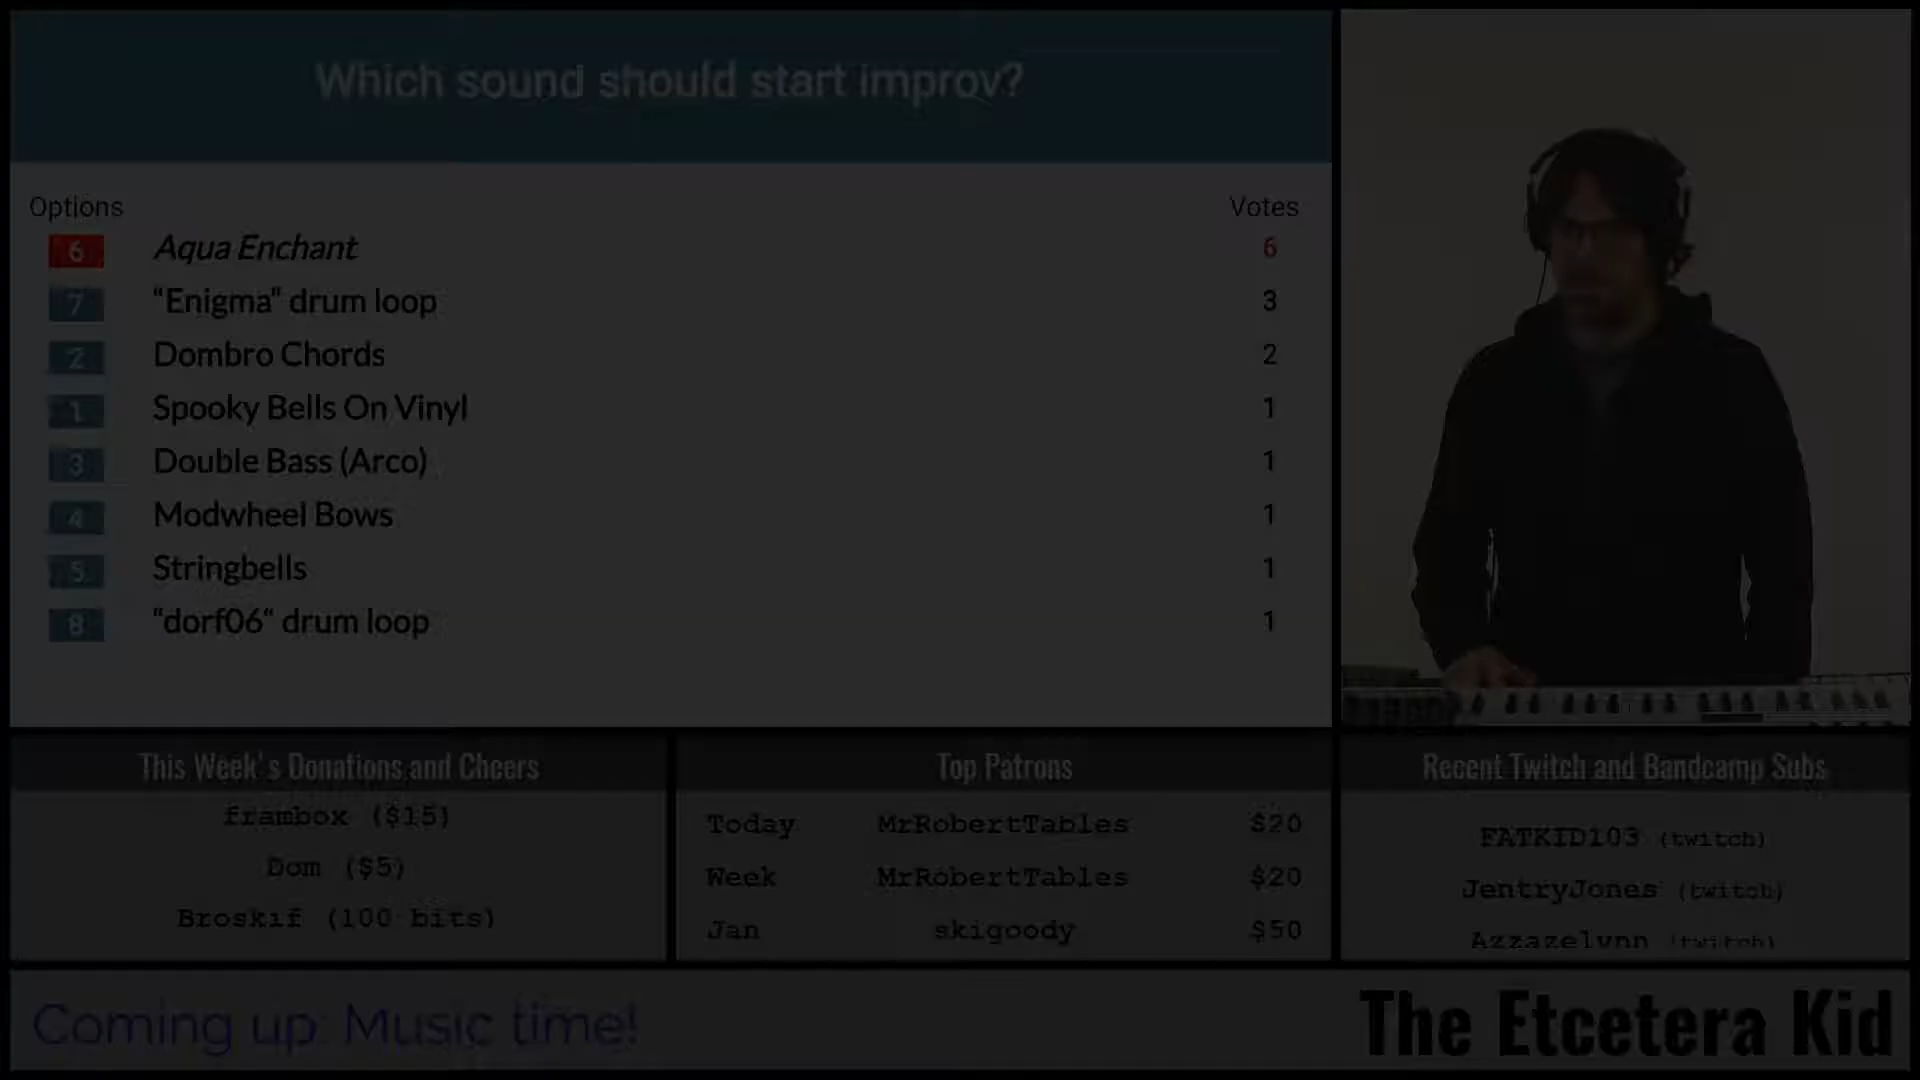 Which sound should start improv?
Options Votes
6 Aqua Enchant 6
7 "Enigma" drum loop 3
2 Dombro Chords 2
1 Spooky Bells On Vinyl 1
3 Double Bass (Arco) 1
4 Modwheel Bows 1
5 Stringbells 1
8 "dorf06" drum loop 1
This Week's Donations and Cheers
frambox ($15)
Dom ($5)
Broskif (100 bits)
Top Patrons
Today MrRobertTables $20
Week MrRobertTables $20
Jan skigoody $50
Recent Twitch and Bandcamp Subs
FATKID103 (twitch)
JentryJones (twitch)
Azzazelynn (twitch)
Coming up: Music time!
The Etcetera Kid